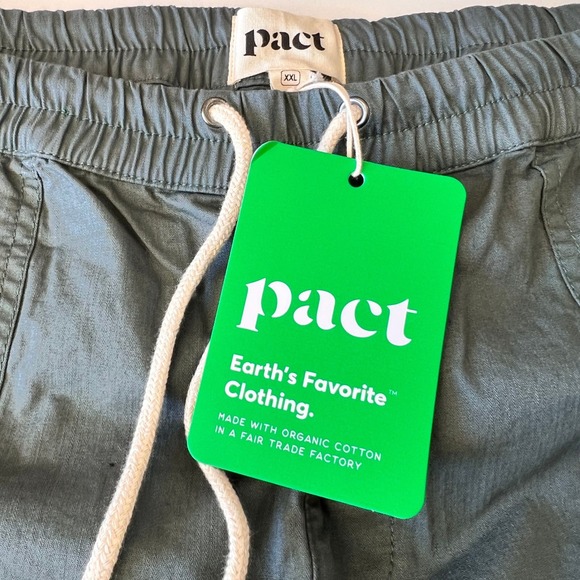 pact
XXL
pact
Earth's Favorite™
Clothing.
MADE WITH ORGANIC COTTON
IN A FAIR TRADE FACTORY